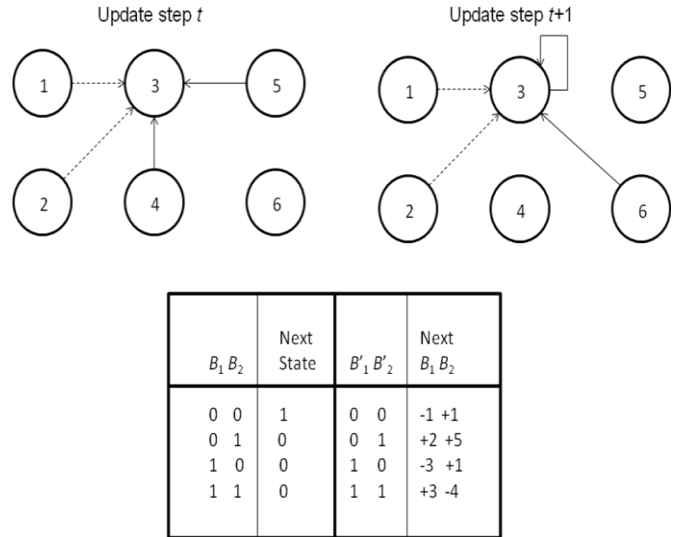 Update step t
Update step t+1
1 3 5
1 3 5
2 4 6
2 4 6
B1 B2 Next State B'1 B'2 Next B1 B2
0 0 1 0 0 -1 +1
0 1 0 0 1 +2 +5
1 0 0 1 0 -3 +1
1 1 0 1 1 +3 -4